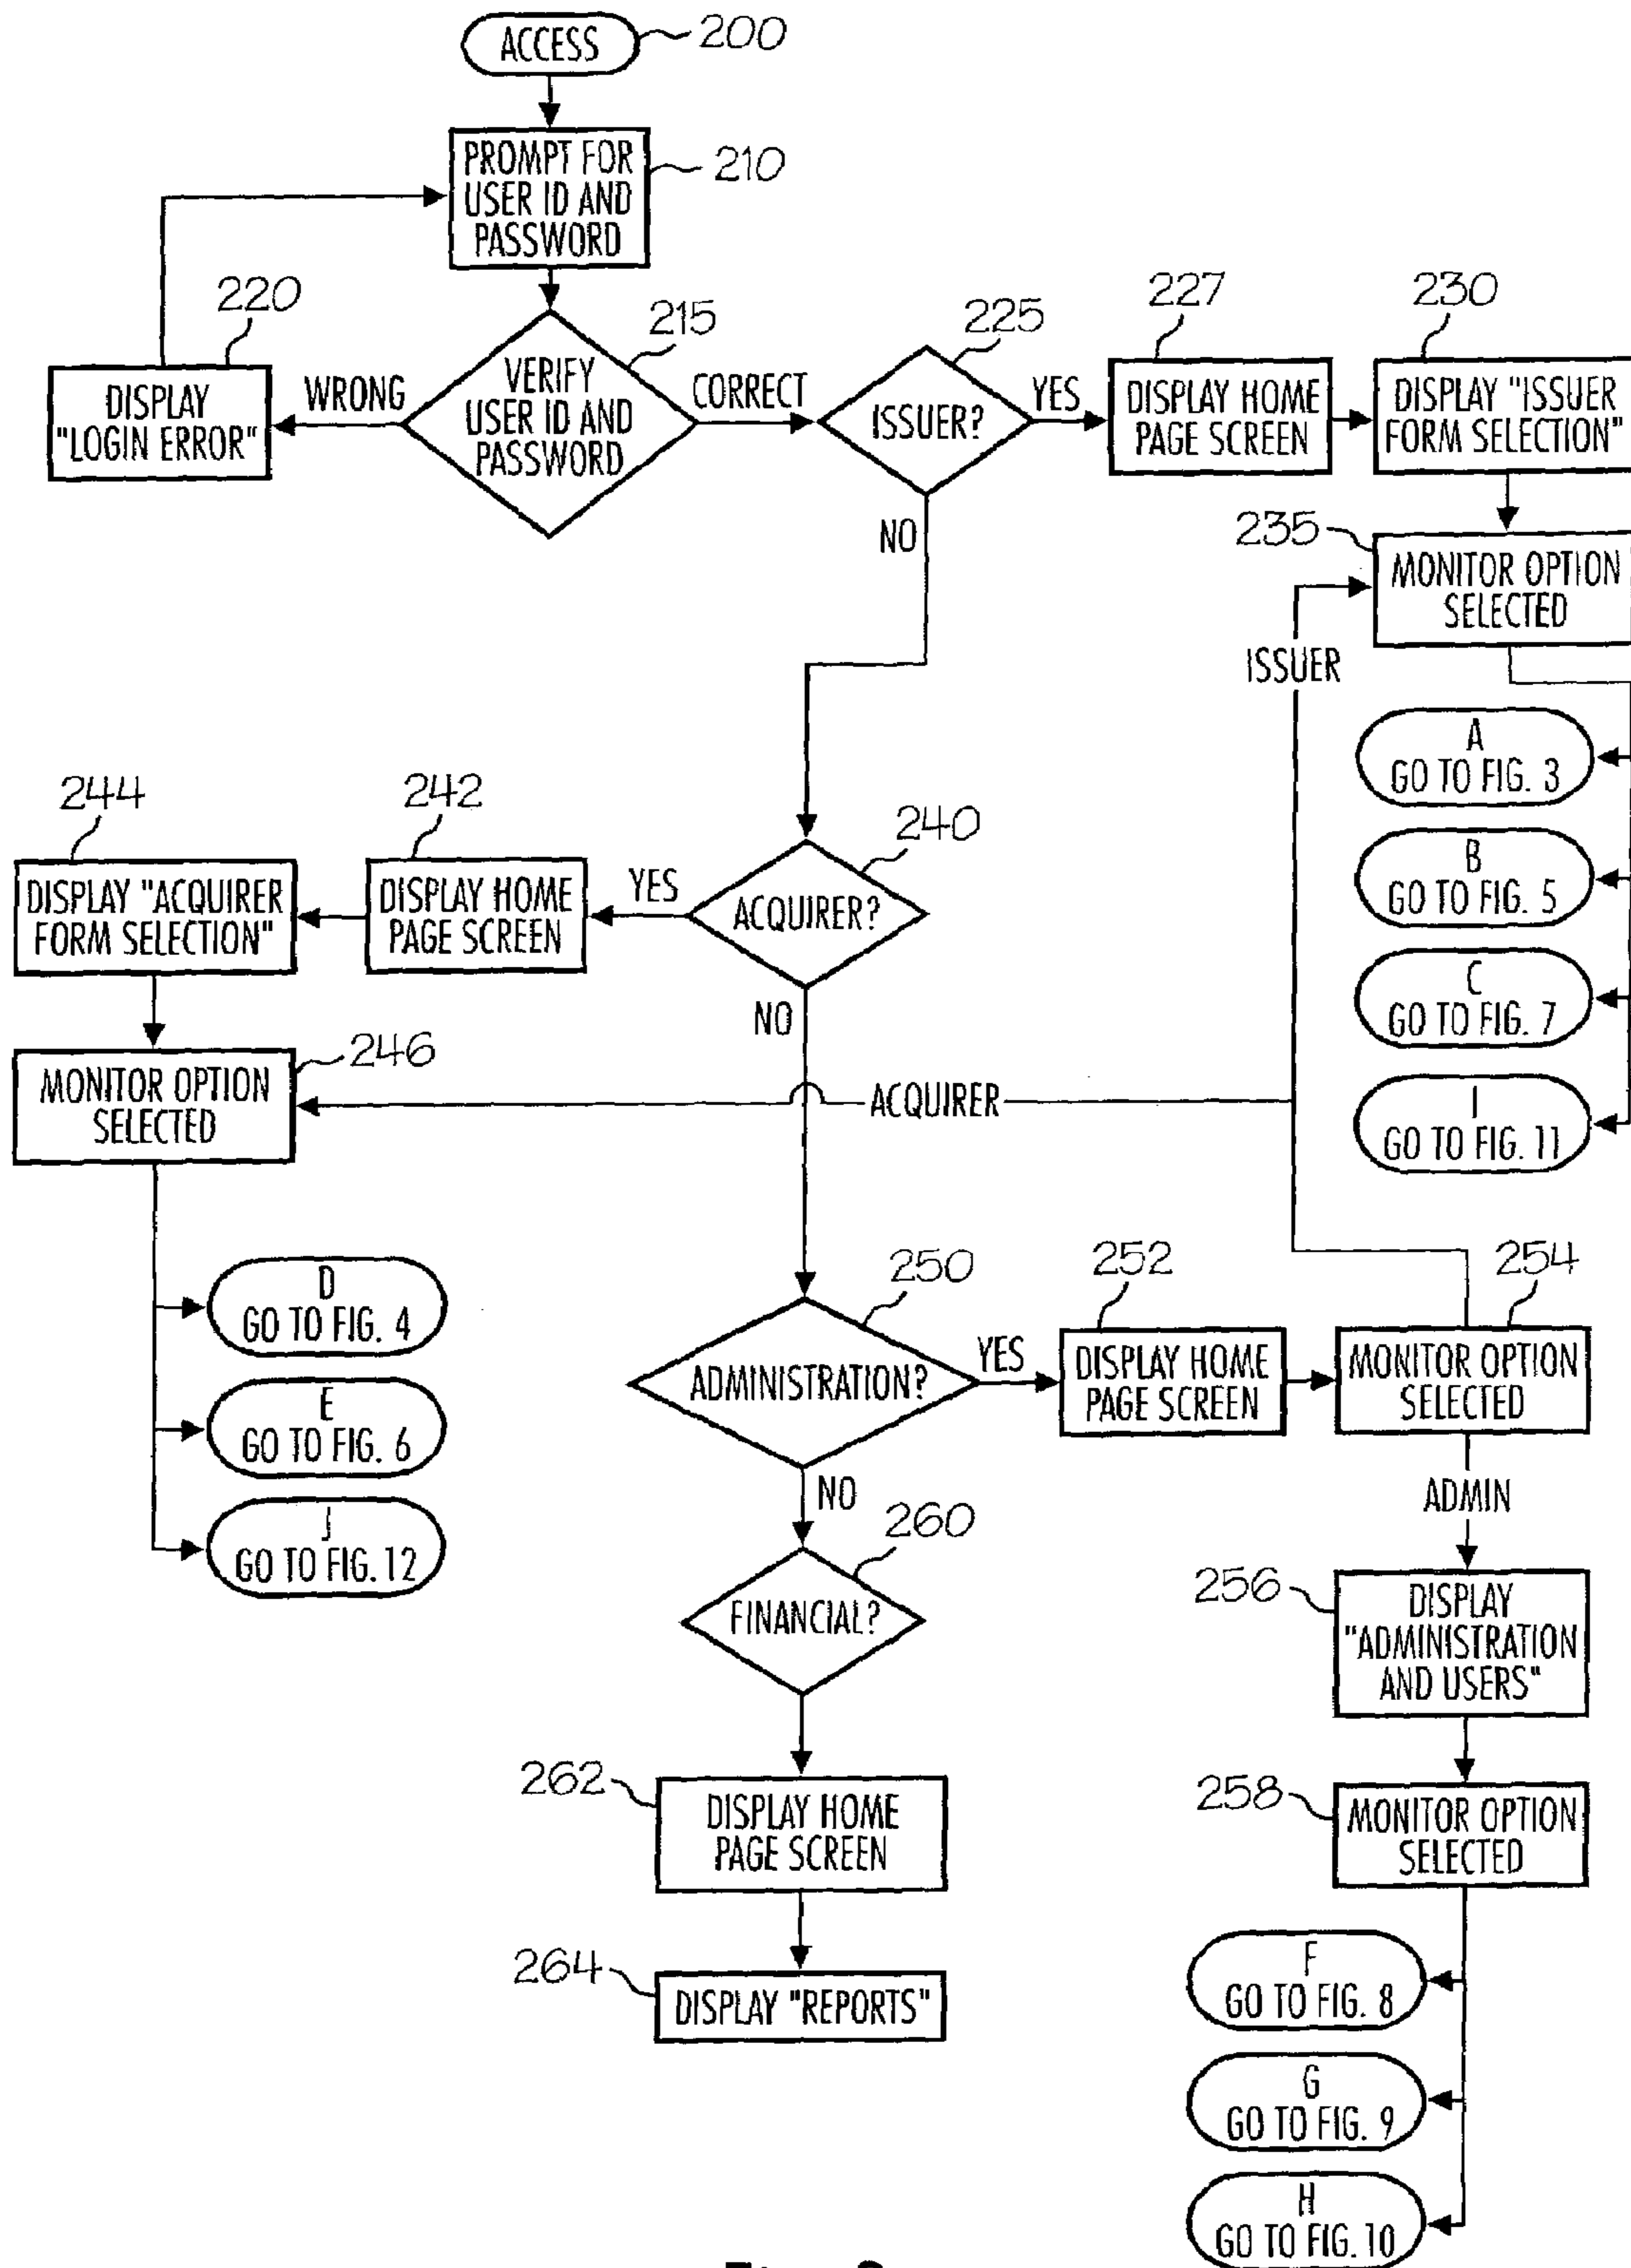 ACCESS
200
PROMPT FOR
USER ID AND
PASSWORD
210
220
215
225
227
230
DISPLAY
"LOGIN ERROR"
WRONG
VERIFY
USER ID AND
PASSWORD
CORRECT
ISSUER?
YES
DISPLAY HOME
PAGE SCREEN
DISPLAY "ISSUER
FORM SELECTION"
NO
235
MONITOR OPTION
SELECTED
ISSUER
A
GO TO FIG. 3
B
GO TO FIG. 5
C
GO TO FIG. 7
I
GO TO FIG. 11
244
242
240
DISPLAY "ACQUIRER
FORM SELECTION"
DISPLAY HOME
PAGE SCREEN
YES
ACQUIRER?
NO
246
MONITOR OPTION
SELECTED
ACQUIRER
D
GO TO FIG. 4
E
GO TO FIG. 6
J
GO TO FIG. 12
250
252
254
ADMINISTRATION?
YES
DISPLAY HOME
PAGE SCREEN
MONITOR OPTION
SELECTED
NO
ADMIN
260
FINANCIAL?
256
DISPLAY
"ADMINISTRATION
AND USERS"
262
DISPLAY HOME
PAGE SCREEN
258
MONITOR OPTION
SELECTED
264
DISPLAY "REPORTS"
F
GO TO FIG. 8
G
GO TO FIG. 9
H
GO TO FIG. 10